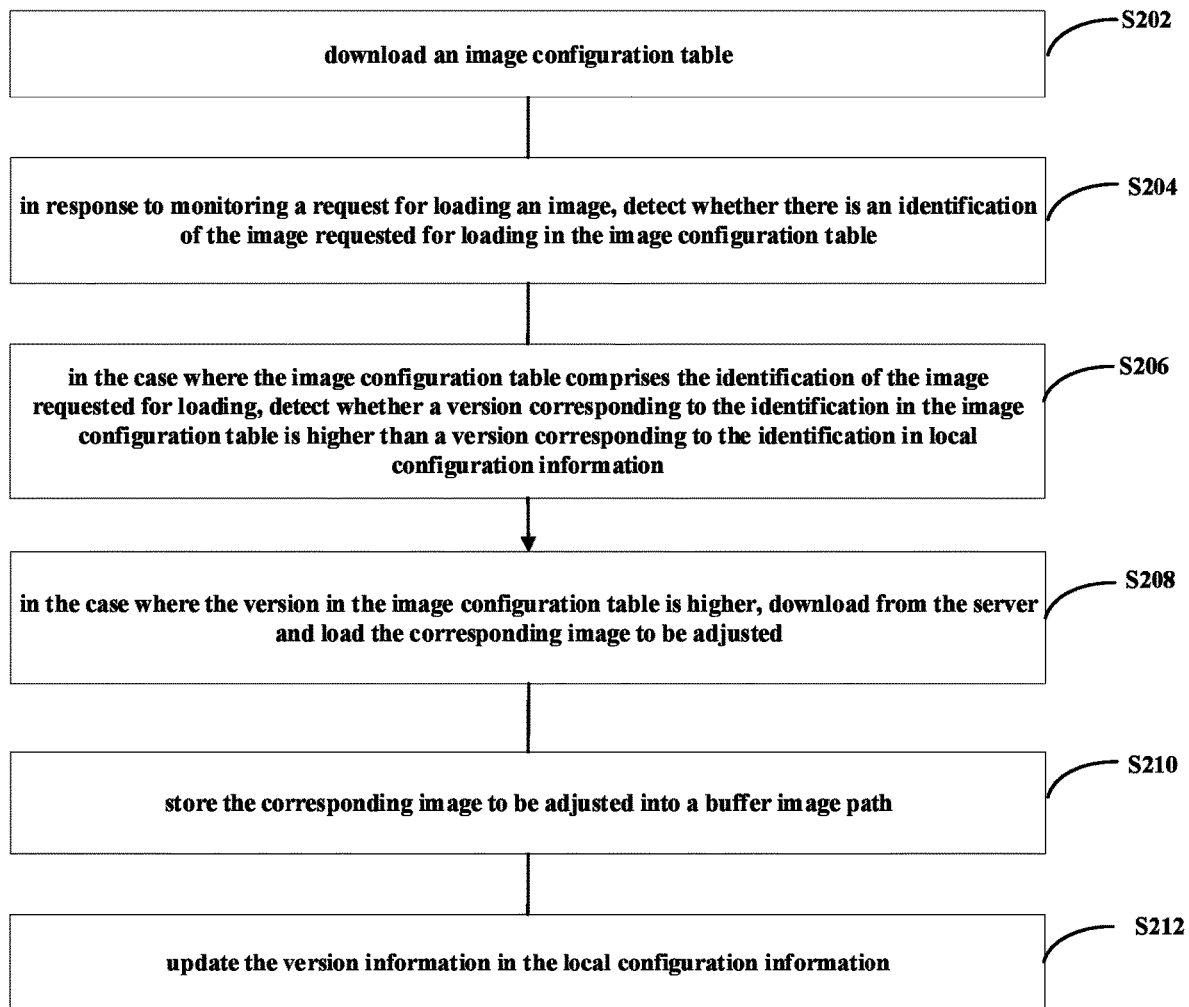 S202
download an image configuration table
S204
in response to monitoring a request for loading an image, detect whether there is an identification
of the image requested for loading in the image configuration table
S206
in the case where the image configuration table comprises the identification of the image
requested for loading, detect whether a version corresponding to the identification in the image
configuration table is higher than a version corresponding to the identification in local
configuration information
S208
in the case where the version in the image configuration table is higher, download from the server
and load the corresponding image to be adjusted
S210
store the corresponding image to be adjusted into a buffer image path
S212
update the version information in the local configuration information